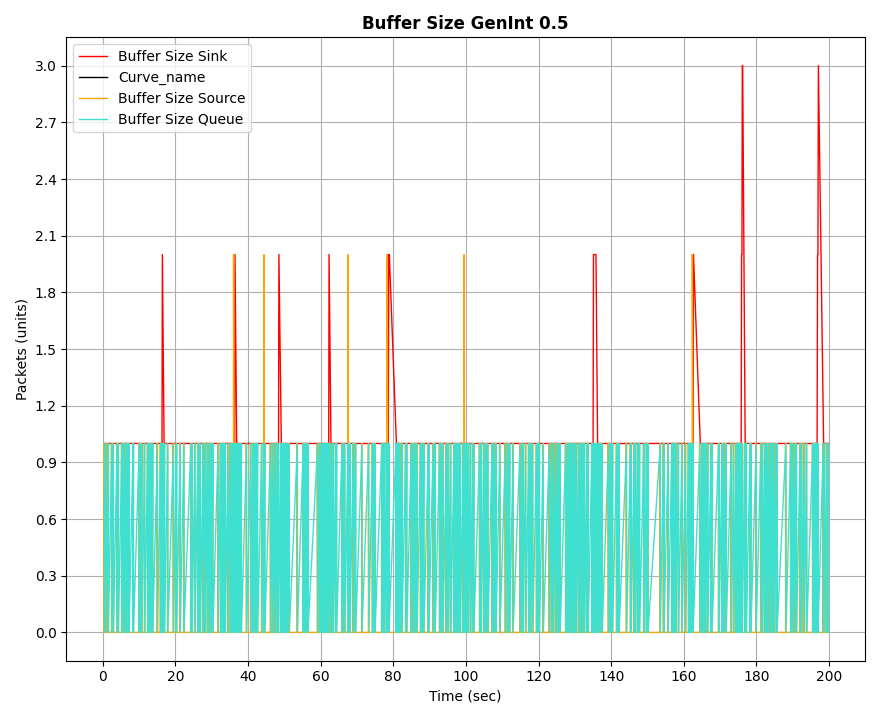 Buffer Size GenInt 0.5
Buffer Size Sink
Curve_name
Buffer Size Source
Buffer Size Queue
3.0
2.7
2.4
2.1
1.8
1.5
1.2
0.9
0.6
0.3
0.0
Packets (units)
0 20 40 60 80 100 120 140 160 180 200
Time (sec)